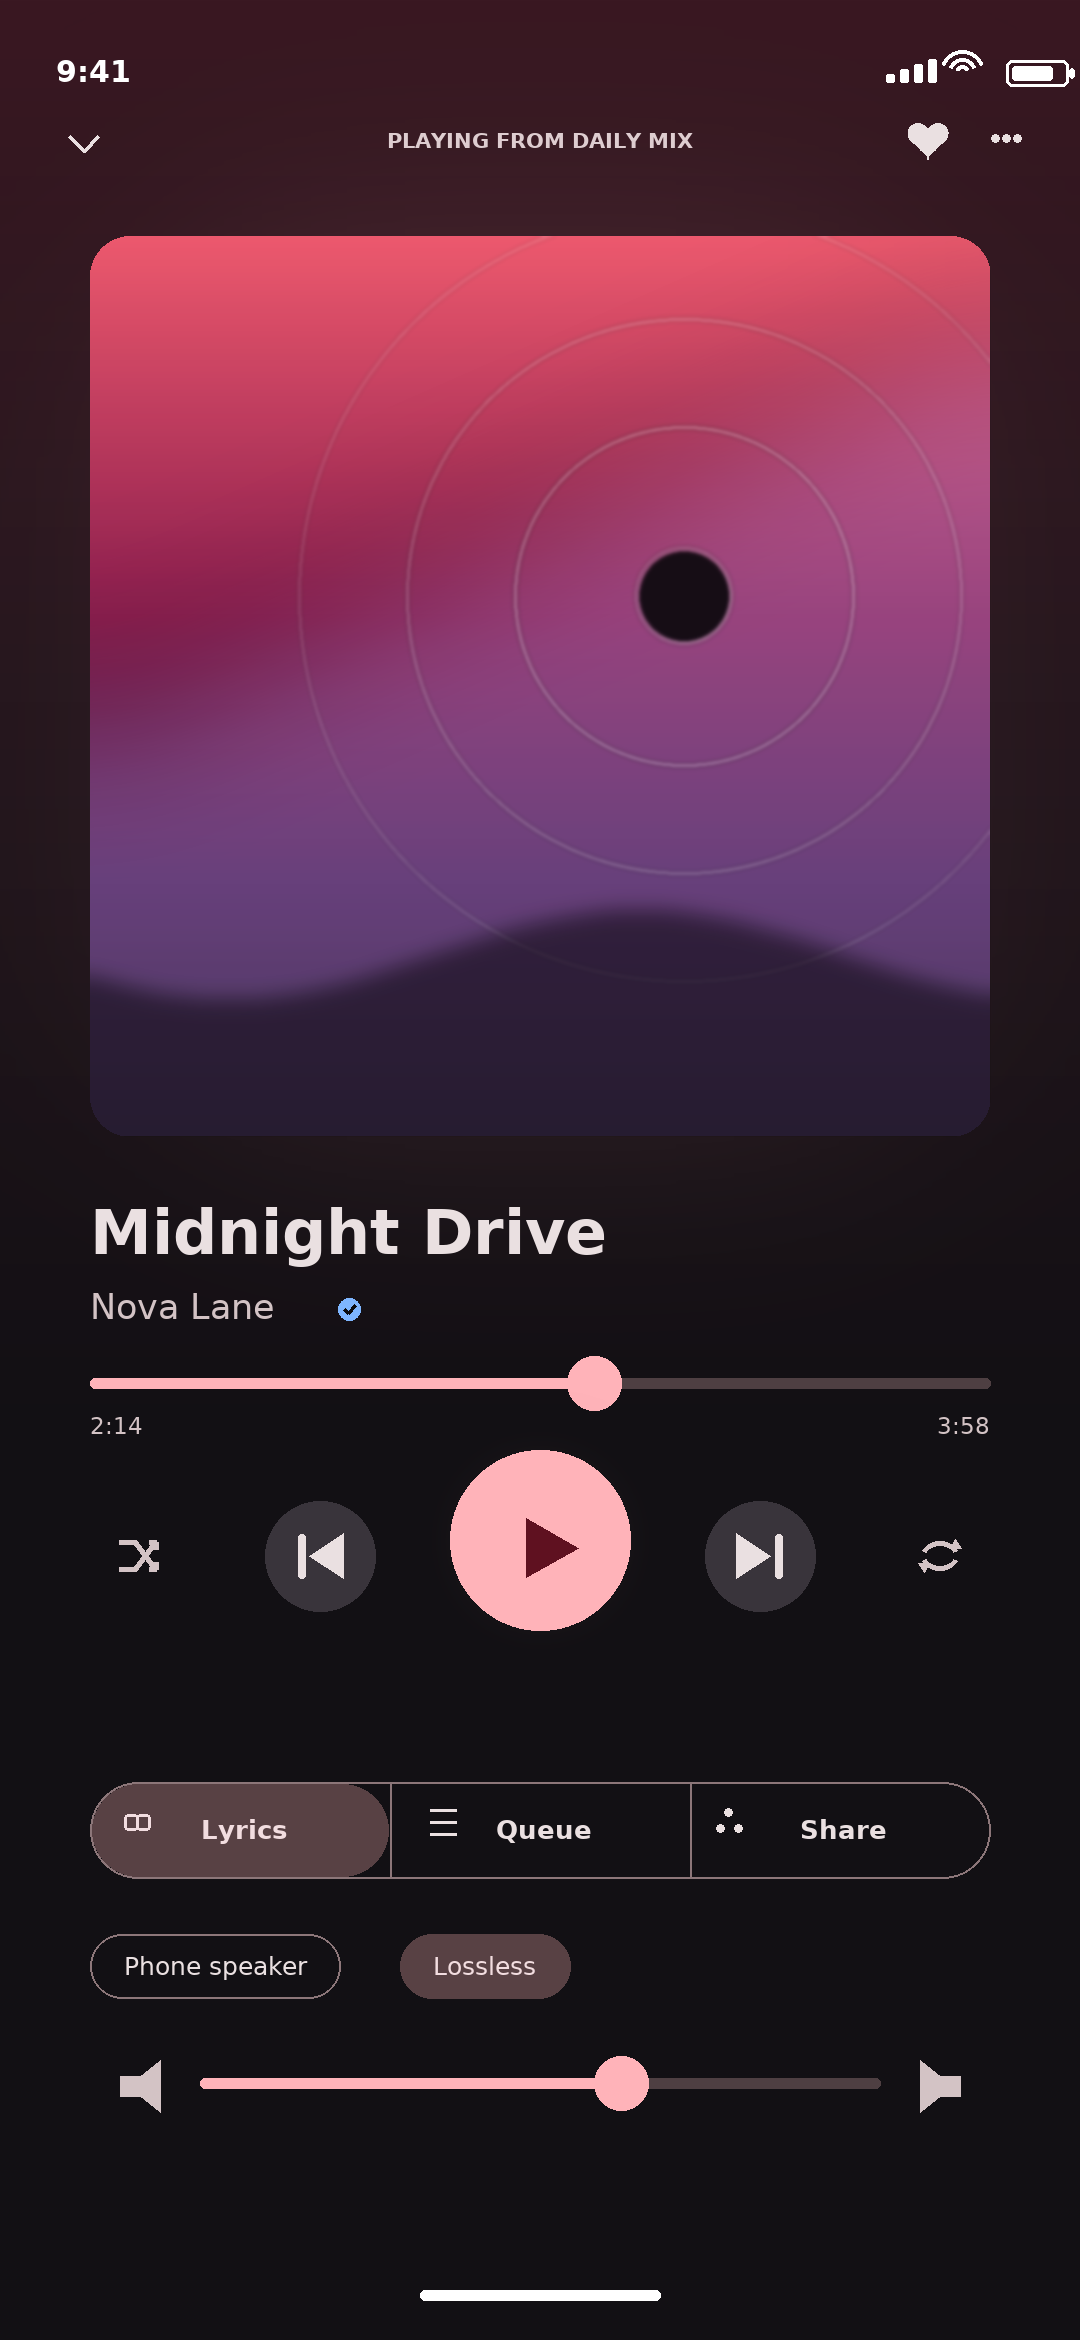 9:41
PLAYING FROM DAILY MIX
Midnight Drive
Nova Lane
2:14 3:58
Lyrics Queue Share
Phone speaker Lossless